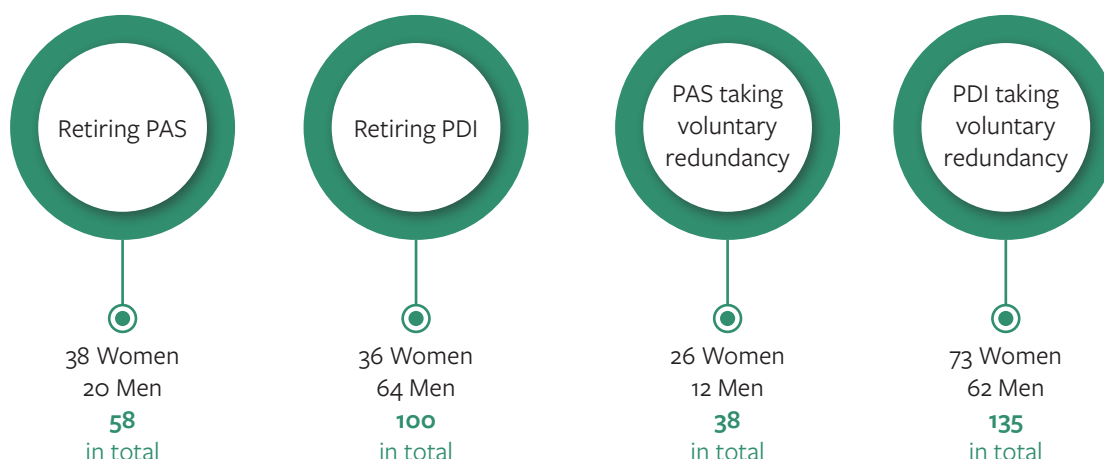 Retiring PAS
38 Women
20 Men
58
in total
Retiring PDI
36 Women
64 Men
100
in total
PAS taking
voluntary
redundancy
26 Women
12 Men
38
in total
PDI taking
voluntary
redundancy
73 Women
62 Men
135
in total